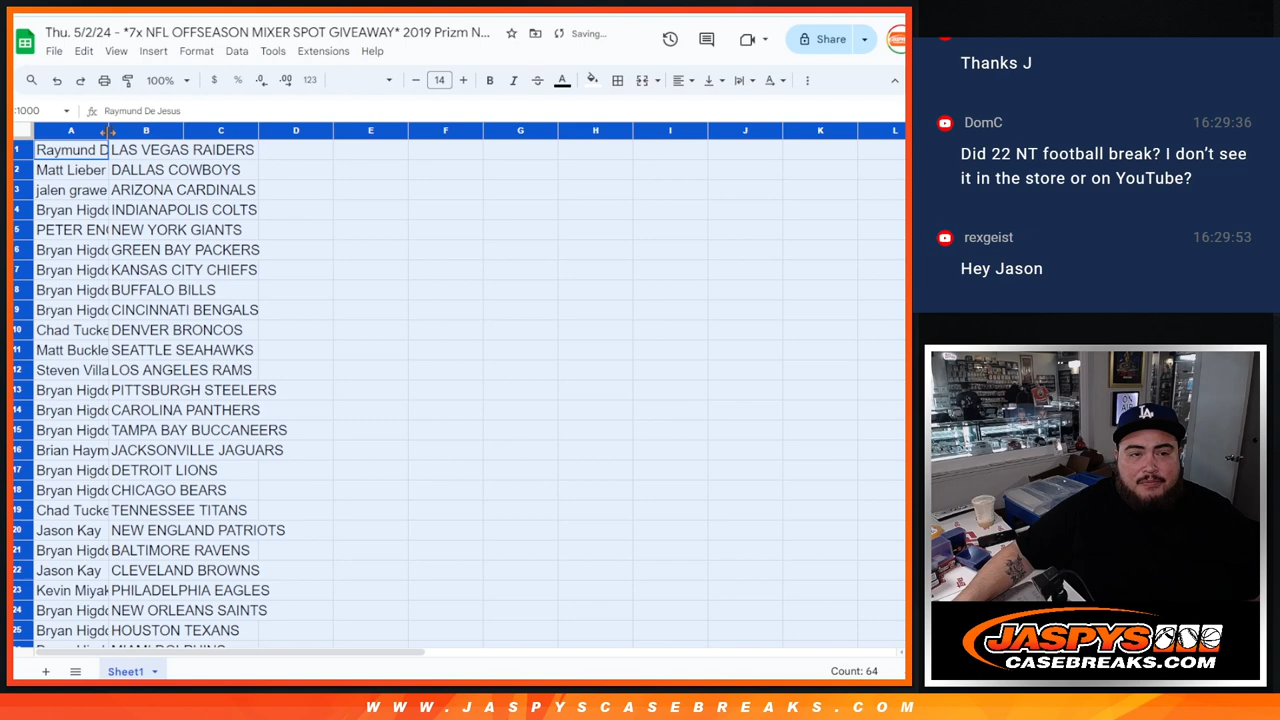 Thu. 5/2/24 - *7x NFL OFFSEASON MIXER SPOT GIVEAWAY* 2019 Prizm N...
Saving...
Share
File Edit View Insert Format Data Tools Extensions Help
100% $ % .0 .00 123 14 B I A
:1000 fx Raymund De Jesus
A B C D E F G H I J K L
1 Raymund D LAS VEGAS RAIDERS
2 Matt Lieber DALLAS COWBOYS
3 jalen grawe ARIZONA CARDINALS
4 Bryan Higdo INDIANAPOLIS COLTS
5 PETER ENG NEW YORK GIANTS
6 Bryan Higdo GREEN BAY PACKERS
7 Bryan Higdo KANSAS CITY CHIEFS
8 Bryan Higdo BUFFALO BILLS
9 Bryan Higdo CINCINNATI BENGALS
10 Chad Tucke DENVER BRONCOS
11 Matt Buckle SEATTLE SEAHAWKS
12 Steven Villa LOS ANGELES RAMS
13 Bryan Higdo PITTSBURGH STEELERS
14 Bryan Higdo CAROLINA PANTHERS
15 Bryan Higdo TAMPA BAY BUCCANEERS
16 Brian Haym JACKSONVILLE JAGUARS
17 Bryan Higdo DETROIT LIONS
18 Bryan Higdo CHICAGO BEARS
19 Chad Tucke TENNESSEE TITANS
20 Jason Kay NEW ENGLAND PATRIOTS
21 Bryan Higdo BALTIMORE RAVENS
22 Jason Kay CLEVELAND BROWNS
23 Kevin Miyak PHILADELPHIA EAGLES
24 Bryan Higdo NEW ORLEANS SAINTS
25 Bryan Higdo HOUSTON TEXANS
MIAMI DOLPHINS
Sheet1
Count: 64
Thanks J
DomC 16:29:36
Did 22 NT football break? I don't see
it in the store or on YouTube?
rexgeist 16:29:53
Hey Jason
ON
AIR
LA
JASPYS
CASEBREAKS.COM
WWW.JASPYSCASEBREAKS.COM